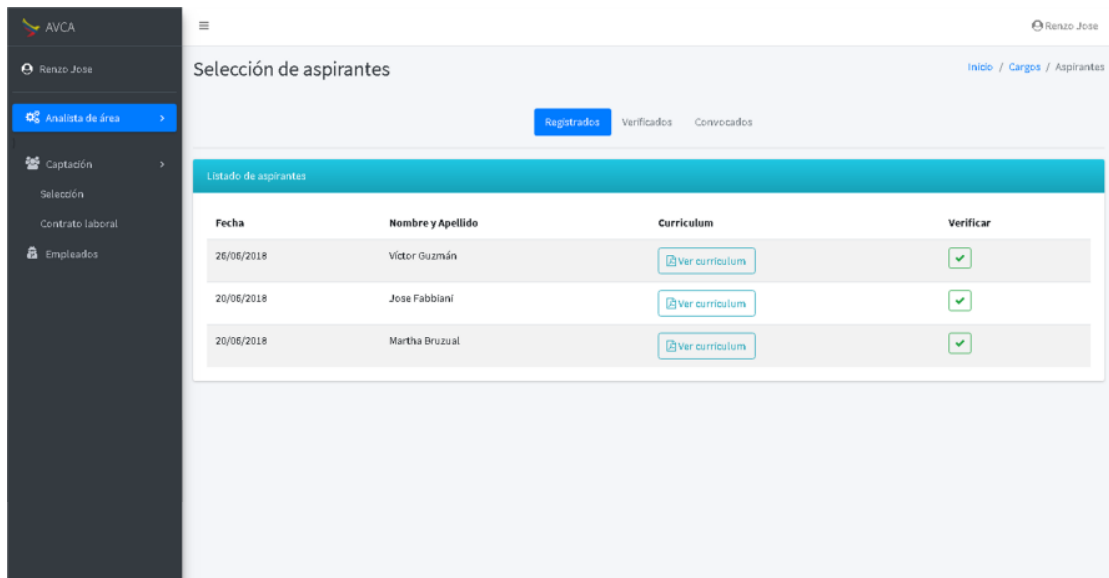 AVCA
Renzo Jose
Renzo Jose
Selección de aspirantes
Inicio / Cargos / Aspirantes
Analista de área
Registrados Verificados Convocados
Captación
Selección
Contrato laboral
Empleados
Listado de aspirantes
Fecha Nombre y Apellido Curriculum Verificar
26/06/2018 Víctor Guzmán Ver curriculum
20/06/2018 Jose Fabbiani Ver curriculum
20/06/2018 Martha Bruzual Ver curriculum